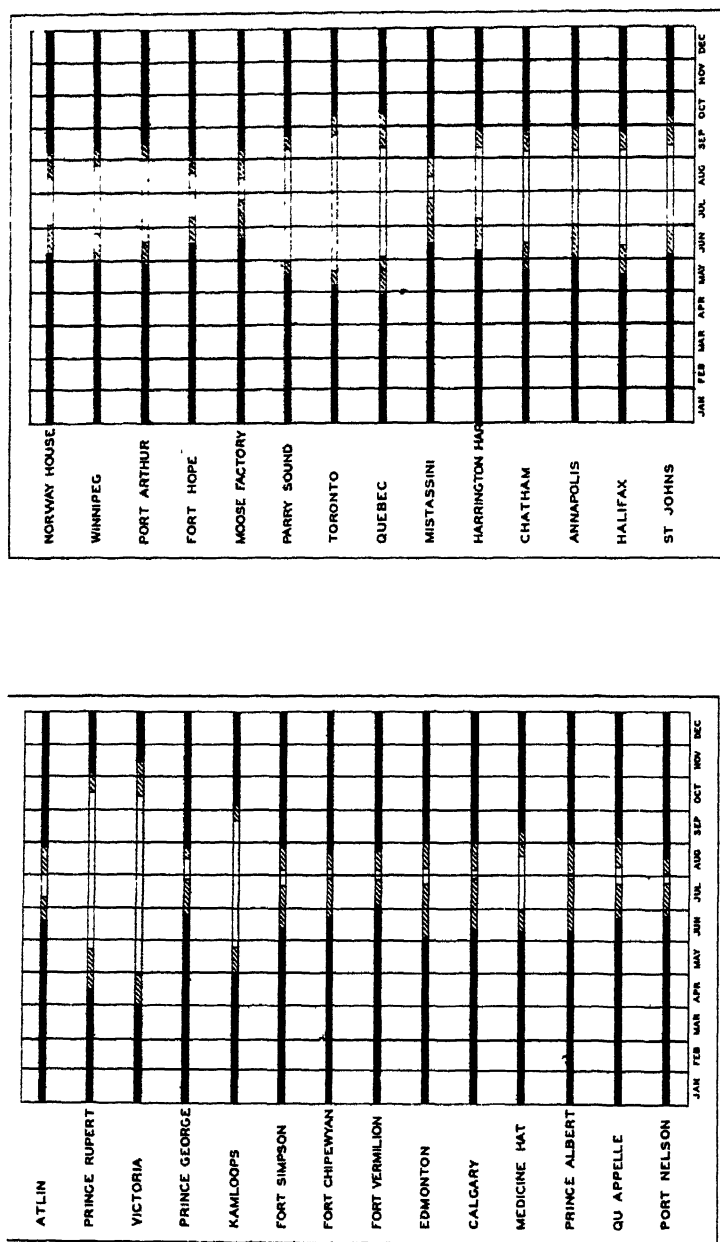 ATLIN
PRINCE RUPERT
VICTORIA
PRINCE GEORGE
KAMLOOPS
FORT SIMPSON
FORT CHIPEWYAN
FORT VERMILION
EDMONTON
CALGARY
MEDICINE HAT
PRINCE ALBERT
QU APPELLE
PORT NELSON
JAN FEB MAR APR MAY JUN JUL AUG SEP OCT NOV DEC
NORWAY HOUSE
WINNIPEG
PORT ARTHUR
FORT HOPE
MOOSE FACTORY
PARRY SOUND
TORONTO
QUEBEC
MISTASSINI
HARRINGTON HAR
CHATHAM
ANNAPOLIS
HALIFAX
ST JOHNS
JAN FEB MAR APR MAY JUN JUL AUG SEP OCT NOV DEC